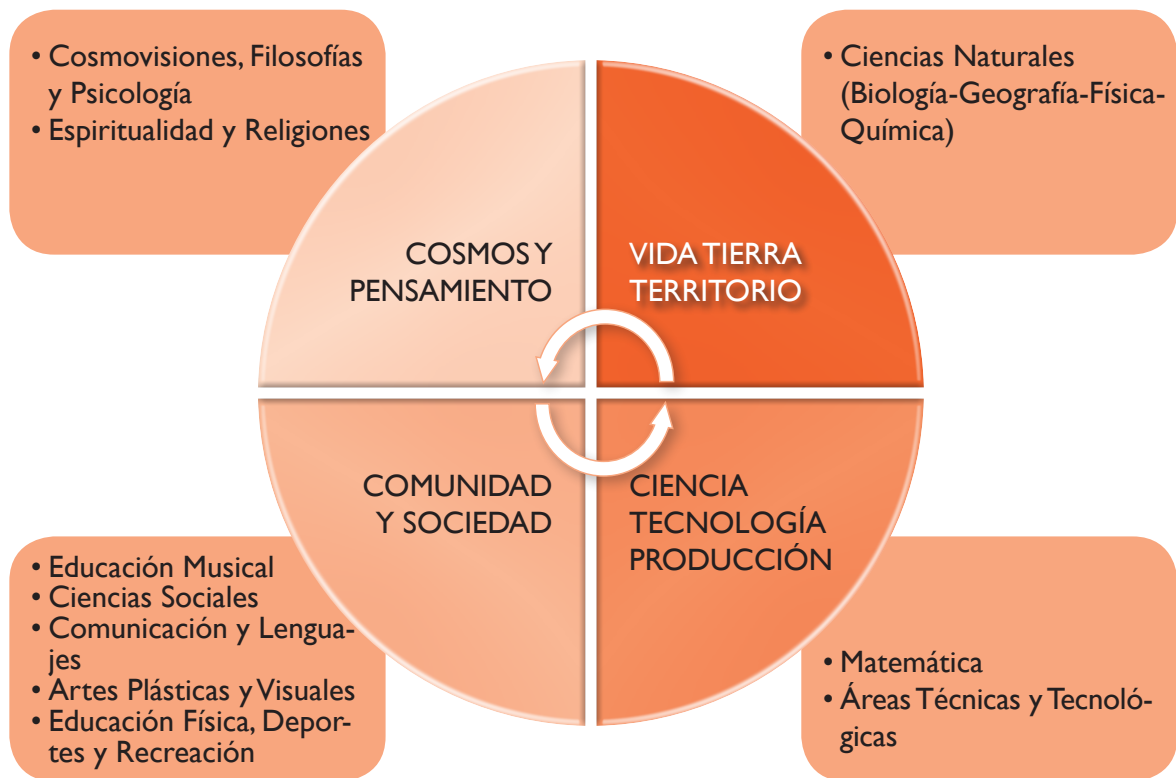 • Cosmovisiones, Filosofías
y Psicología
• Espiritualidad y Religiones
• Ciencias Naturales
(Biología-Geografía-Física-
Química)
COSMOS Y
PENSAMIENTO
VIDA TIERRA
TERRITORIO
COMUNIDAD
Y SOCIEDAD
CIENCIA
TECNOLOGÍA
PRODUCCIÓN
• Educación Musical
• Ciencias Sociales
• Comunicación y Lengua-
jes
• Artes Plásticas y Visuales
• Educación Física, Depor-
tes y Recreación
• Matemática
• Áreas Técnicas y Tecnoló-
gicas